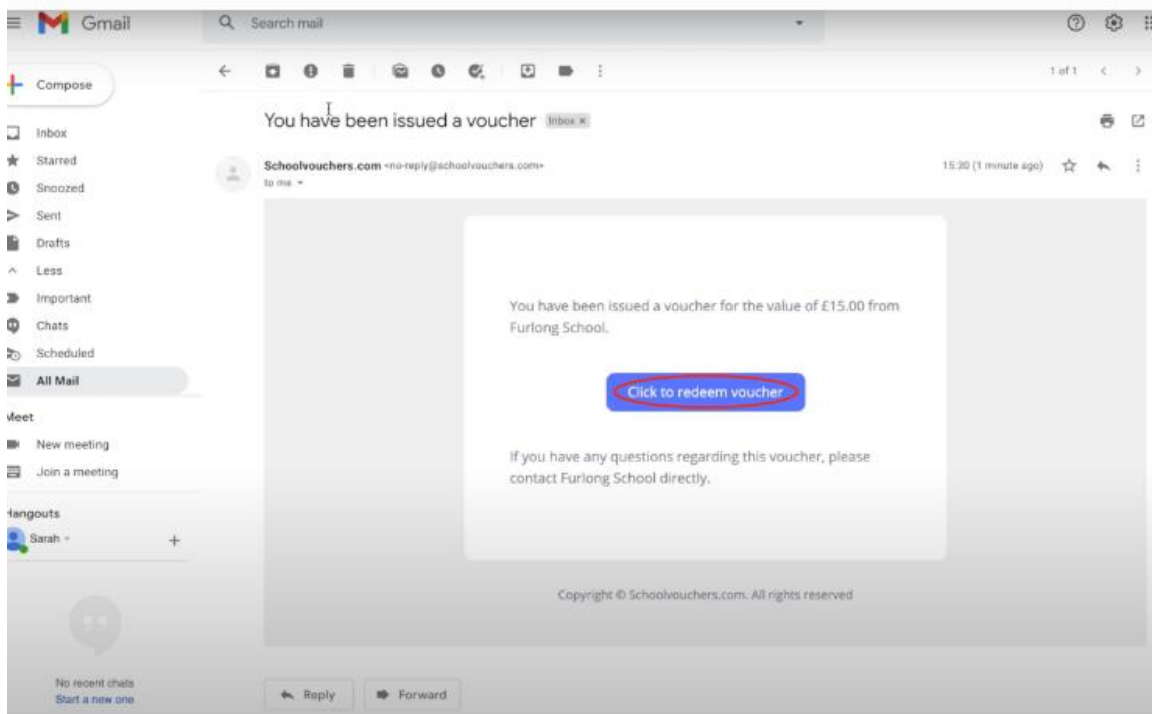 Gmail
Search mail
Compose
1 of 1
You have been issued a voucher Inbox x
Inbox
Starred
Schoolvouchers.com <no-reply@schoolvouchers.com>
15:30 (1 minute ago)
to me
Snoozed
Sent
Drafts
Less
Important
Chats
Scheduled
All Mail
Meet
New meeting
Join a meeting
Hangouts
Sarah
No recent chats
Start a new one
You have been issued a voucher for the value of £15.00 from
Furlong School.
Click to redeem voucher
If you have any questions regarding this voucher, please
contact Furlong School directly.
Copyright © Schoolvouchers.com. All rights reserved
Reply
Forward